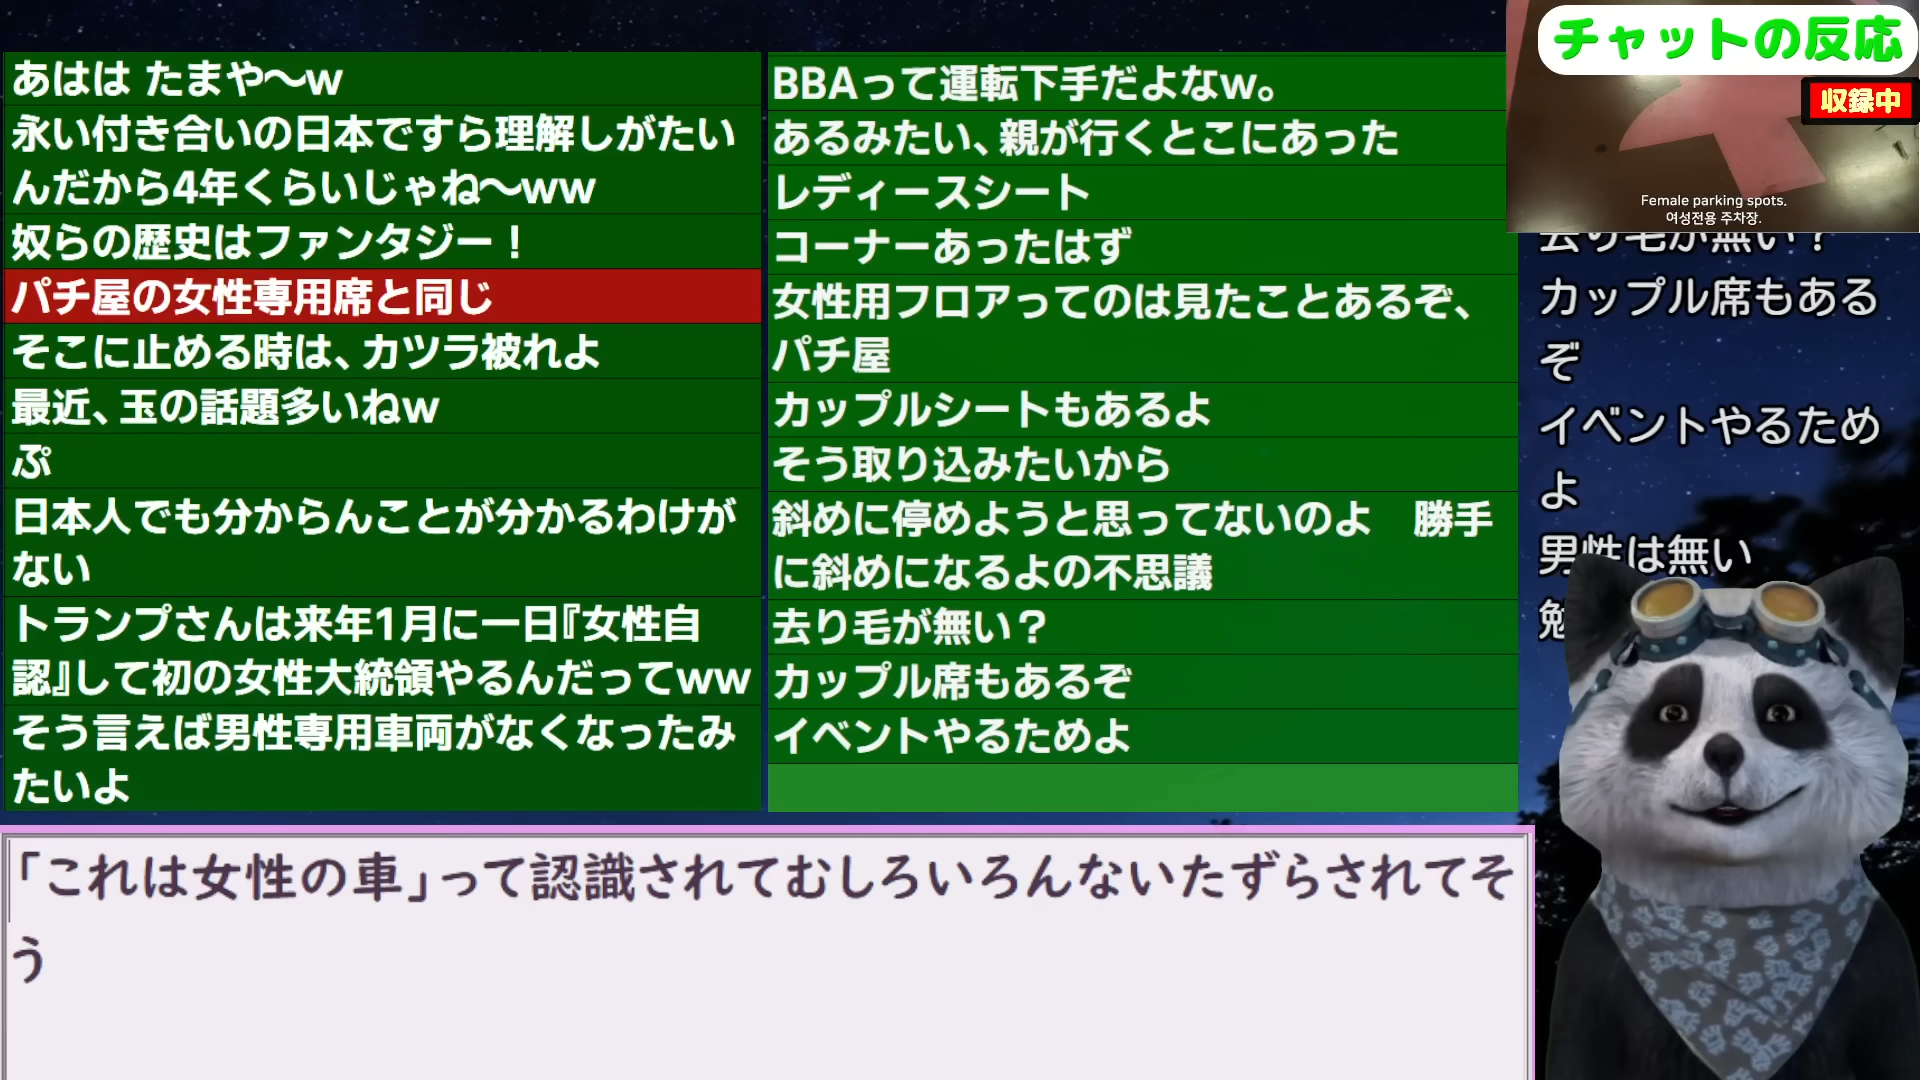 あはは たまや〜w
永い付き合いの日本ですら理解しがたい
んだから4年くらいじゃね〜ww
奴らの歴史はファンタジー！
パチ屋の女性専用席と同じ
そこに止める時は､カツラ被れよ
最近､玉の話題多いねw
ぷ
日本人でも分からんことが分かるわけが
ない
トランプさんは来年1月に一日『女性自
認』して初の女性大統領やるんだってww
そう言えば男性専用車両がなくなったみ
たいよ
BBAって運転下手だよなw。
あるみたい､親が行くとこにあった
レディースシート
コーナーあったはず
女性用フロアってのは見たことあるぞ、
パチ屋
カップルシートもあるよ
そう取り込みたいから
斜めに停めようと思ってないのよ　勝手
に斜めになるよの不思議
去り毛が無い？
カップル席もあるぞ
イベントやるためよ
チャットの反応
収録中
Female parking spots.
여성전용 주차장.
去り毛が無い？
カップル席もある
ぞ
イベントやるため
よ
男性は無い
勉
「これは女性の車」って認識されてむしろいろんないたずらされてそ
う